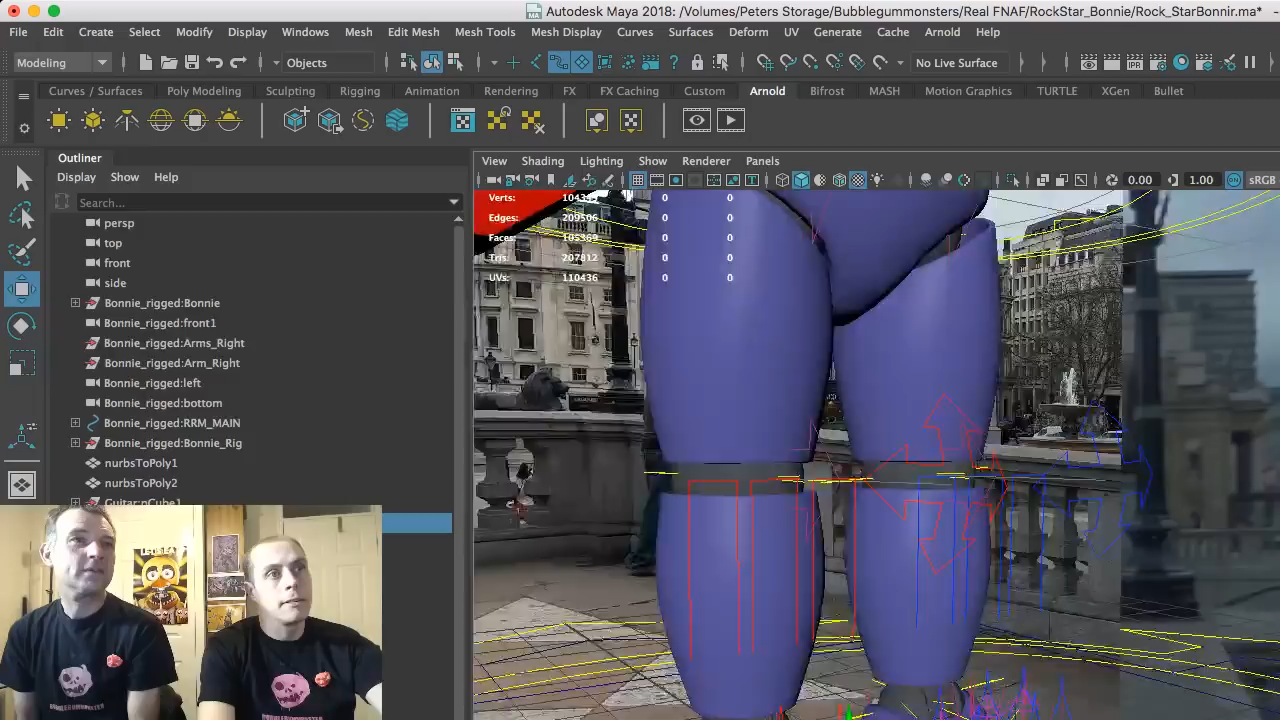 Autodesk Maya 2018: /Volumes/Peters Storage/Bubblegummonsters/Real FNAF/RockStar_Bonnie/Rock_StarBonnir.ma*
File Edit Create Select Modify Display Windows Mesh Edit Mesh Mesh Tools Mesh Display Curves Surfaces Deform UV Generate Cache Arnold Help
Modeling Objects No Live Surface
Curves / Surfaces Poly Modeling Sculpting Rigging Animation Rendering FX FX Caching Custom Arnold Bifrost MASH Motion Graphics TURTLE XGen Bullet
Outliner
Display Show Help
Search...
persp
top
front
side
Bonnie_rigged:Bonnie
Bonnie_rigged:front1
Bonnie_rigged:Arms_Right
Bonnie_rigged:Arm_Right
Bonnie_rigged:left
Bonnie_rigged:bottom
Bonnie_rigged:RRM_MAIN
Bonnie_rigged:Bonnie_Rig
nurbsToPoly1
nurbsToPoly2
Guitar:pCube1
View Shading Lighting Show Renderer Panels
0.00 1.00 ON sRGB
Verts: 0 0
Edges: 209506 0 0
Faces: 105369 0 0
Tris: 207812 0 0
UVs: 110436 0 0
LET'S EAT
BUBBLEGUMMONSTER